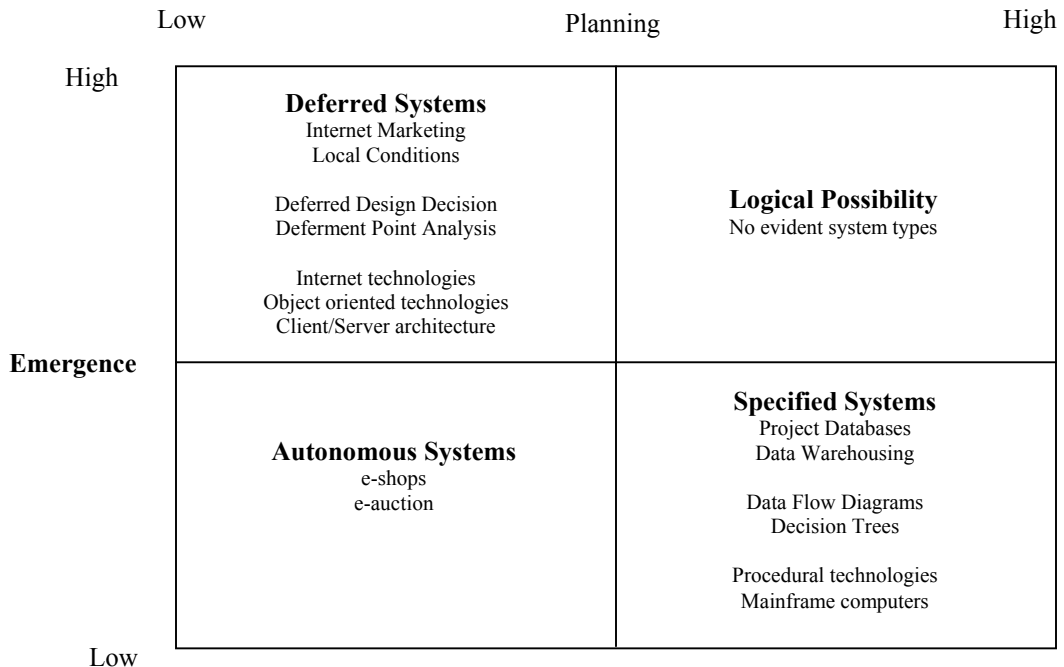 Low Planning High
High
Deferred Systems
Internet Marketing
Local Conditions
Deferred Design Decision
Deferment Point Analysis
Internet technologies
Object oriented technologies
Client/Server architecture
Logical Possibility
No evident system types
Emergence
Autonomous Systems
e-shops
e-auction
Specified Systems
Project Databases
Data Warehousing
Data Flow Diagrams
Decision Trees
Procedural technologies
Mainframe computers
Low